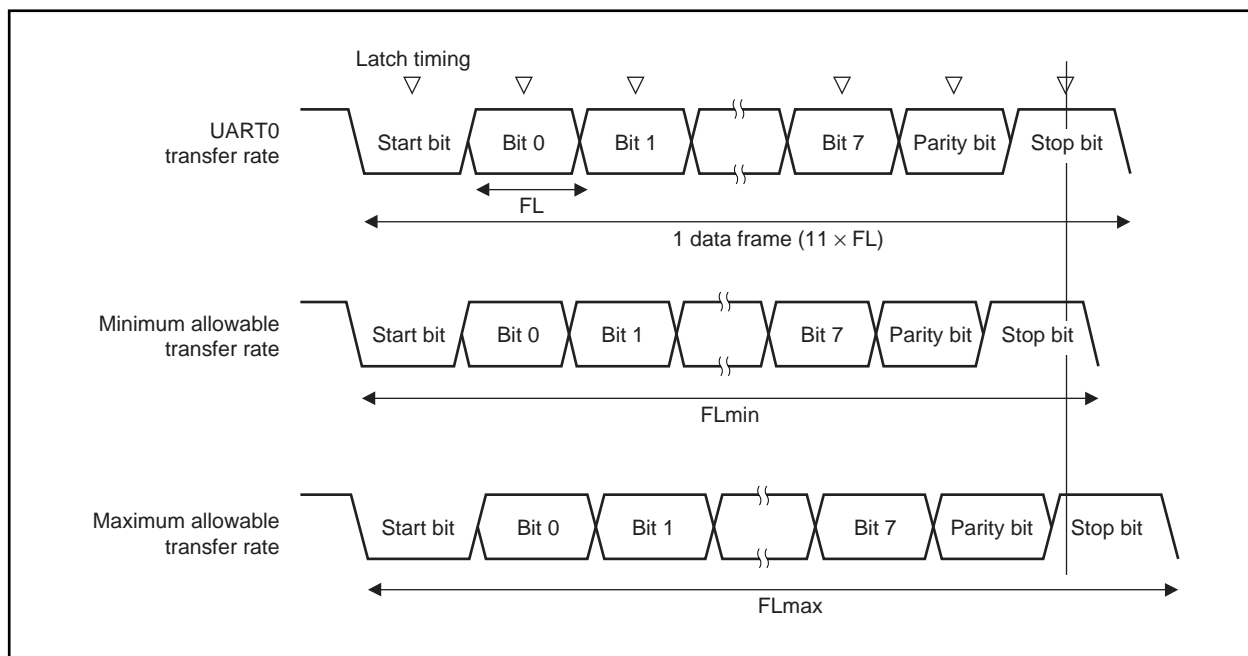 Latch timing
UART0
transfer rate
Start bit
Bit 0
Bit 1
Bit 7
Parity bit
Stop bit
FL
1 data frame (11 × FL)
Minimum allowable
transfer rate
Start bit
Bit 0
Bit 1
Bit 7
Parity bit
Stop bit
FLmin
Maximum allowable
transfer rate
Start bit
Bit 0
Bit 1
Bit 7
Parity bit
Stop bit
FLmax